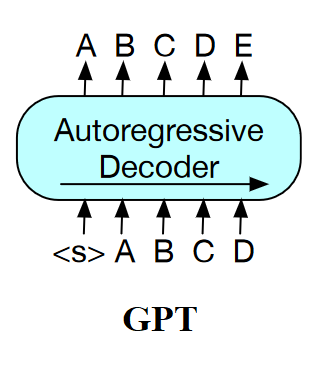 A B C D E
Autoregressive
Decoder
<s> A B C D
GPT